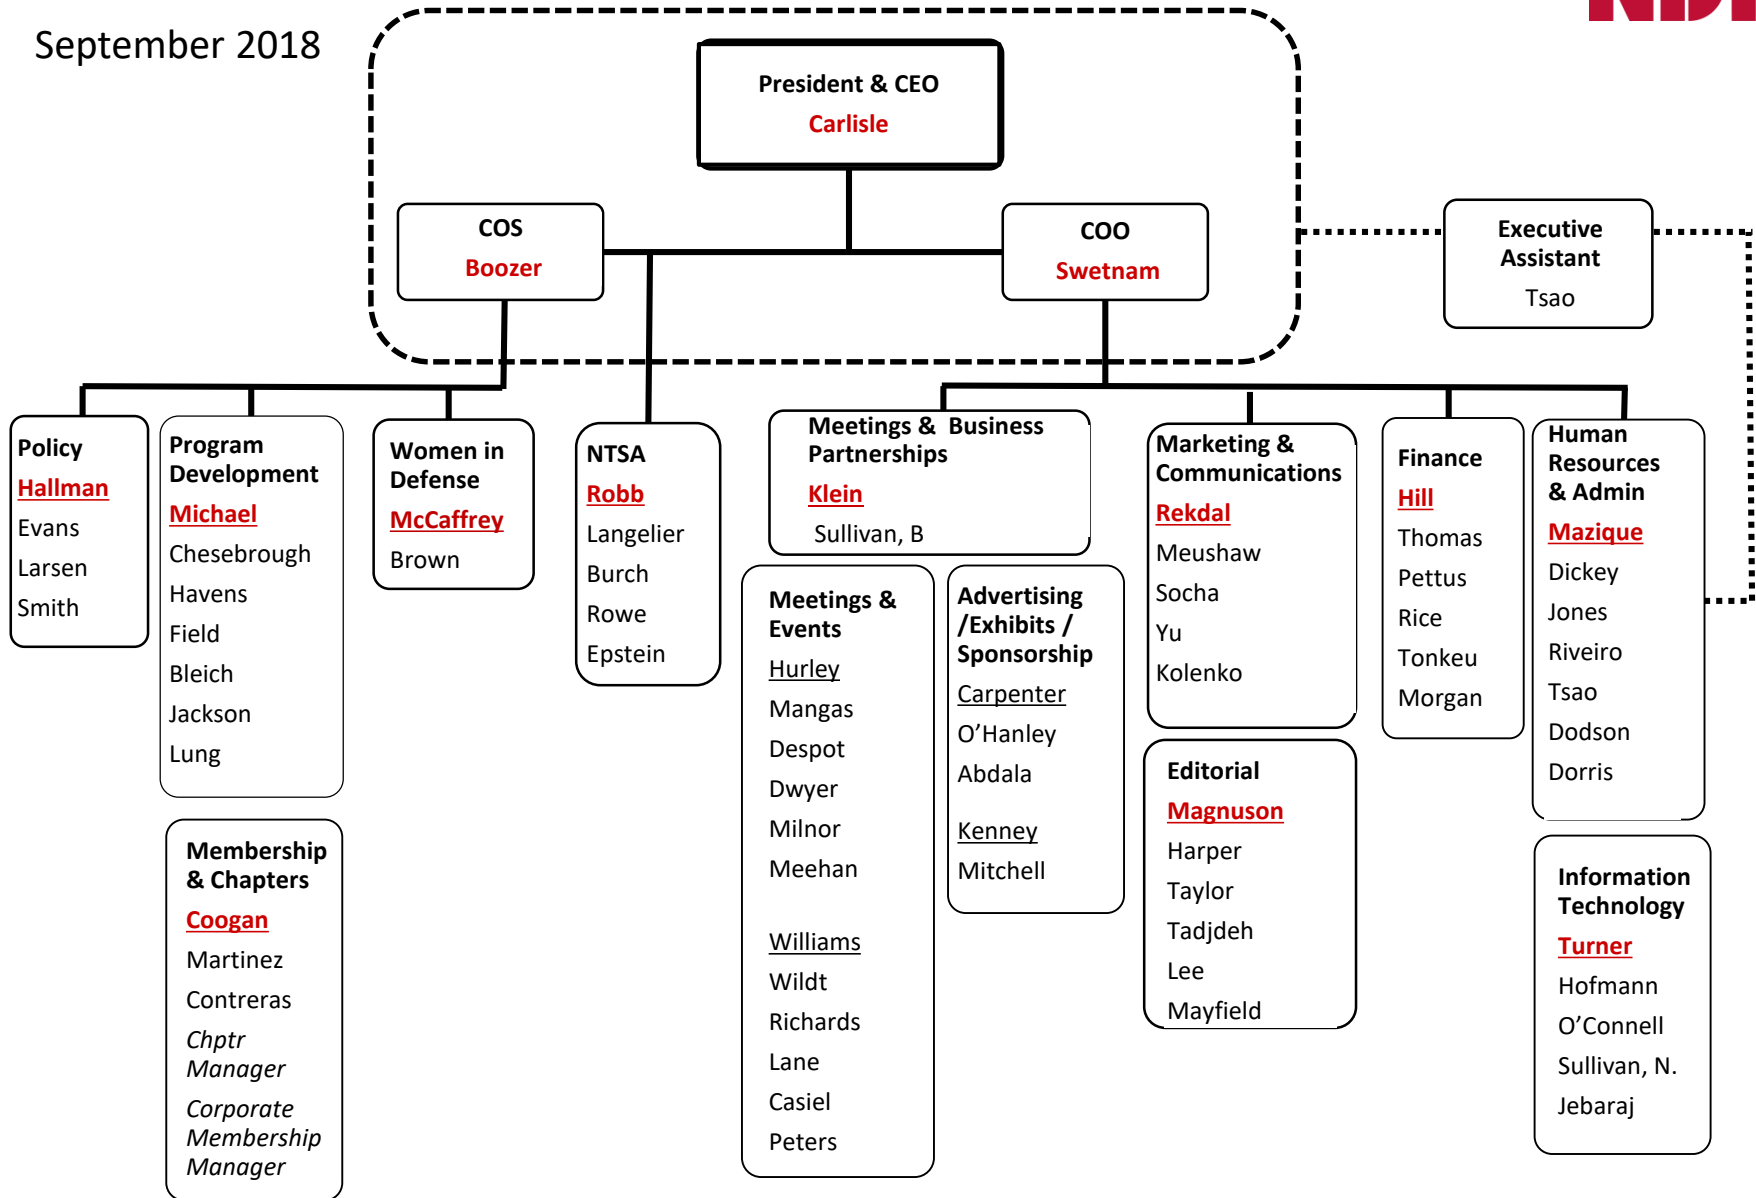 September 2018
President & CEO
Carlisle
COS
Boozer
COO
Swetnam
Executive
Assistant
Tsao
Policy
Hallman
Evans
Larsen
Smith
Program
Development
Michael
Chesebrough
Havens
Field
Bleich
Jackson
Lung
Membership
& Chapters
Coogan
Martinez
Contreras
Chptr
Manager
Corporate
Membership
Manager
Women in
Defense
McCaffrey
Brown
NTSA
Robb
Langelier
Burch
Rowe
Epstein
Meetings & Business
Partnerships
Klein
Sullivan, B
Meetings &
Events
Hurley
Mangas
Despot
Dwyer
Milnor
Meehan
Williams
Wildt
Richards
Lane
Casiel
Peters
Advertising
/Exhibits /
Sponsorship
Carpenter
O’Hanley
Abdala
Kenney
Mitchell
Marketing &
Communications
Rekdal
Meushaw
Socha
Yu
Kolenko
Editorial
Magnuson
Harper
Taylor
Tadjdeh
Lee
Mayfield
Finance
Hill
Thomas
Pettus
Rice
Tonkeu
Morgan
Human
Resources
& Admin
Mazique
Dickey
Jones
Riveiro
Tsao
Dodson
Dorris
Information
Technology
Turner
Hofmann
O’Connell
Sullivan, N.
Jebaraj